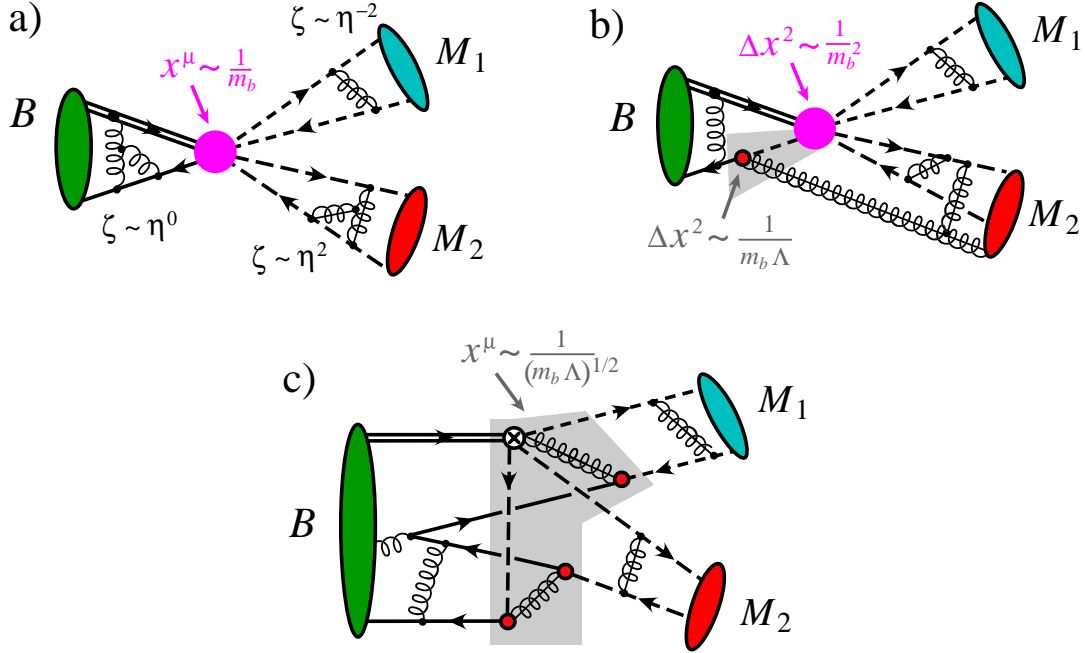 a)
ζ ~ η⁻²
M₁
xᵘ ~ 1/m_b
B
ζ ~ η⁰
ζ ~ η²
M₂
b)
Δx² ~ 1/m_b²
M₁
B
Δx² ~ 1/(m_b Λ)
M₂
c)
x^μ ~ 1/(m_b Λ)^{1/2}
M₁
B
M₂